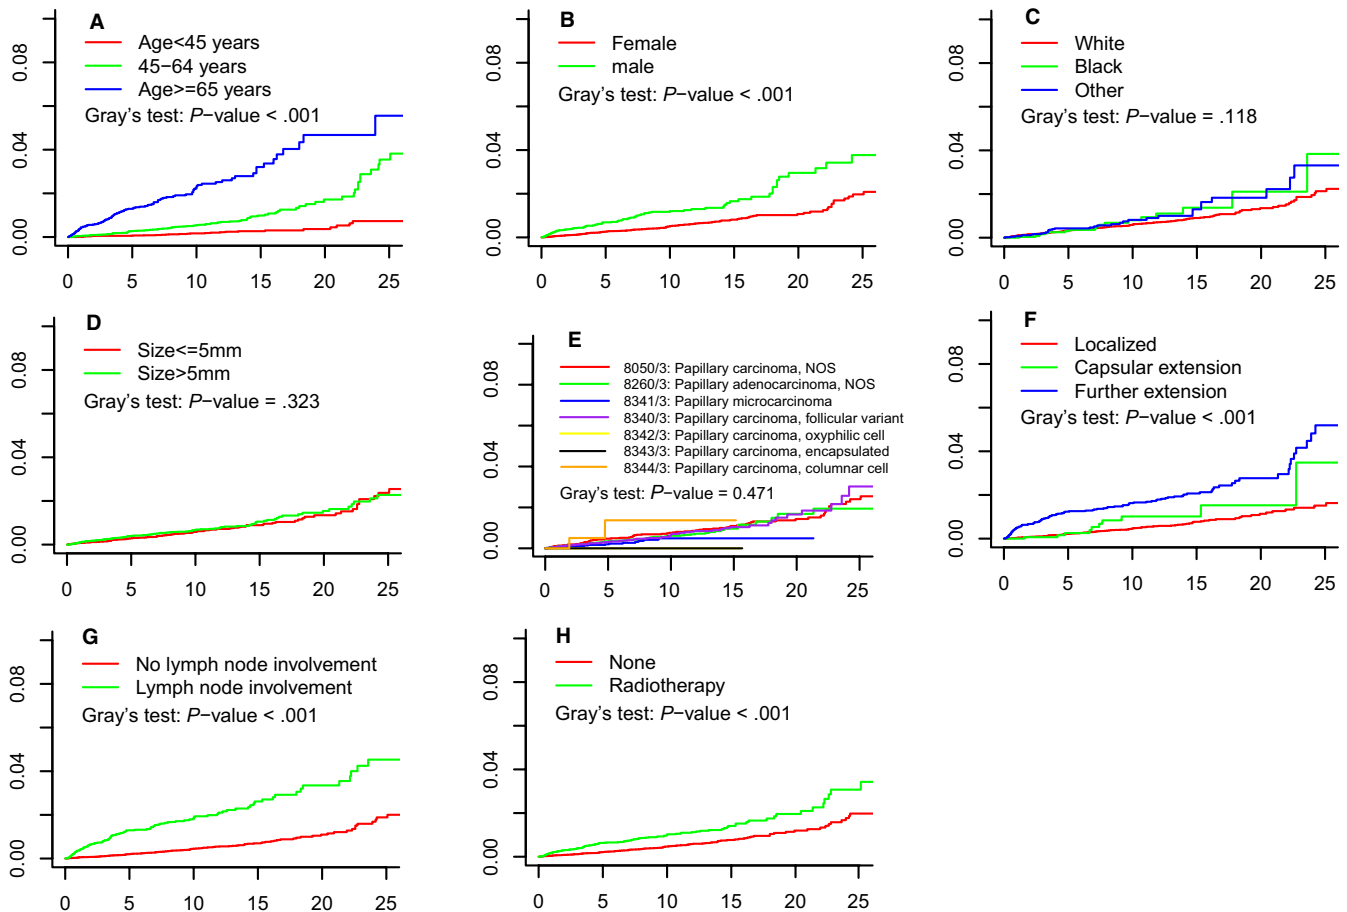 A
Age<45 years
45−64 years
Age>=65 years
Gray's test: P−value < .001
0.00 0.04 0.08
0 5 10 15 20 25
B
Female
male
Gray's test: P−value < .001
0.00 0.04 0.08
0 5 10 15 20 25
C
White
Black
Other
Gray's test: P−value = .118
0.00 0.04 0.08
0 5 10 15 20 25
D
Size<=5mm
Size>5mm
Gray's test: P−value = .323
0.00 0.04 0.08
0 5 10 15 20 25
E
8050/3: Papillary carcinoma, NOS
8260/3: Papillary adenocarcinoma, NOS
8341/3: Papillary microcarcinoma
8340/3: Papillary carcinoma, follicular variant
8342/3: Papillary carcinoma, oxyphilic cell
8343/3: Papillary carcinoma, encapsulated
8344/3: Papillary carcinoma, columnar cell
Gray's test: P−value = 0.471
0.00 0.04 0.08
0 5 10 15 20 25
F
Localized
Capsular extension
Further extension
Gray's test: P−value < .001
0.00 0.04 0.08
0 5 10 15 20 25
G
No lymph node involvement
Lymph node involvement
Gray's test: P−value < .001
0.00 0.04 0.08
0 5 10 15 20 25
H
None
Radiotherapy
Gray's test: P−value < .001
0.00 0.04 0.08
0 5 10 15 20 25